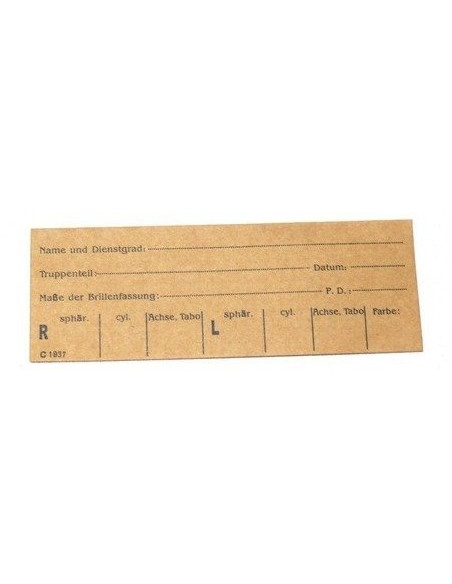 Name und Dienstgrad:
Truppenteil: Datum:
Maße der Brillenfassung: P. D.:
R sphär. cyl. Achse, Tabo L sphär. cyl. Achse, Tabo Farbe:
C 1937